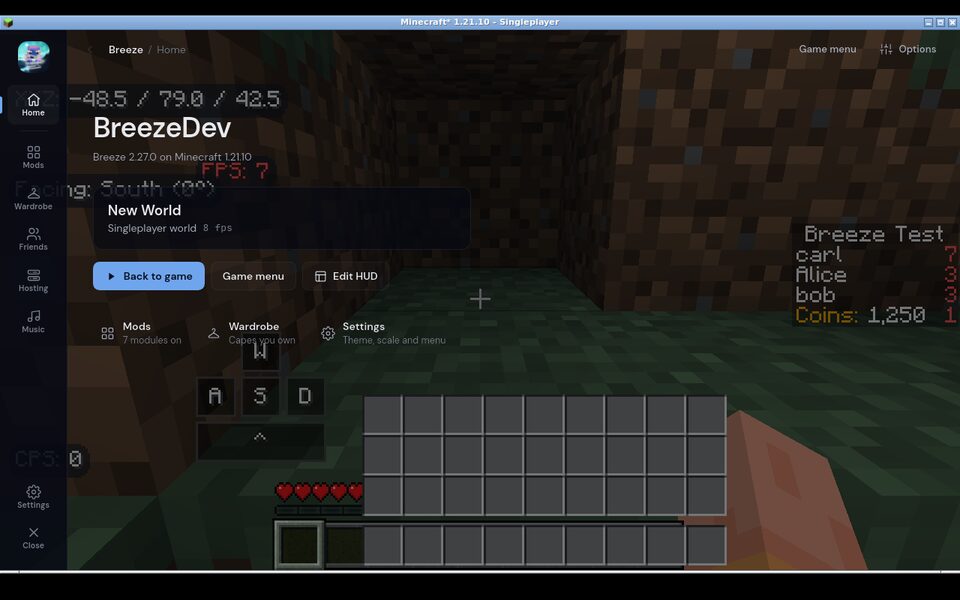 Minecraft* 1.21.10 - Singleplayer
Breeze / Home
Game menu
Options
Home
-48.5 / 79.0 / 42.5
BreezeDev
Breeze 2.27.0 on Minecraft 1.21.10
FPS: 7
Mods
Facing: South (0°)
Wardrobe
New World
Singleplayer world 8 fps
Friends
Breeze Test
carl 7
Alice 3
bob 3
Coins: 1,250 1
Back to game
Game menu
Edit HUD
Hosting
Music
Mods
7 modules on
Wardrobe
Capes you own
Settings
Theme, scale and menu
W
A S D
^
CPS: 0
Settings
Close